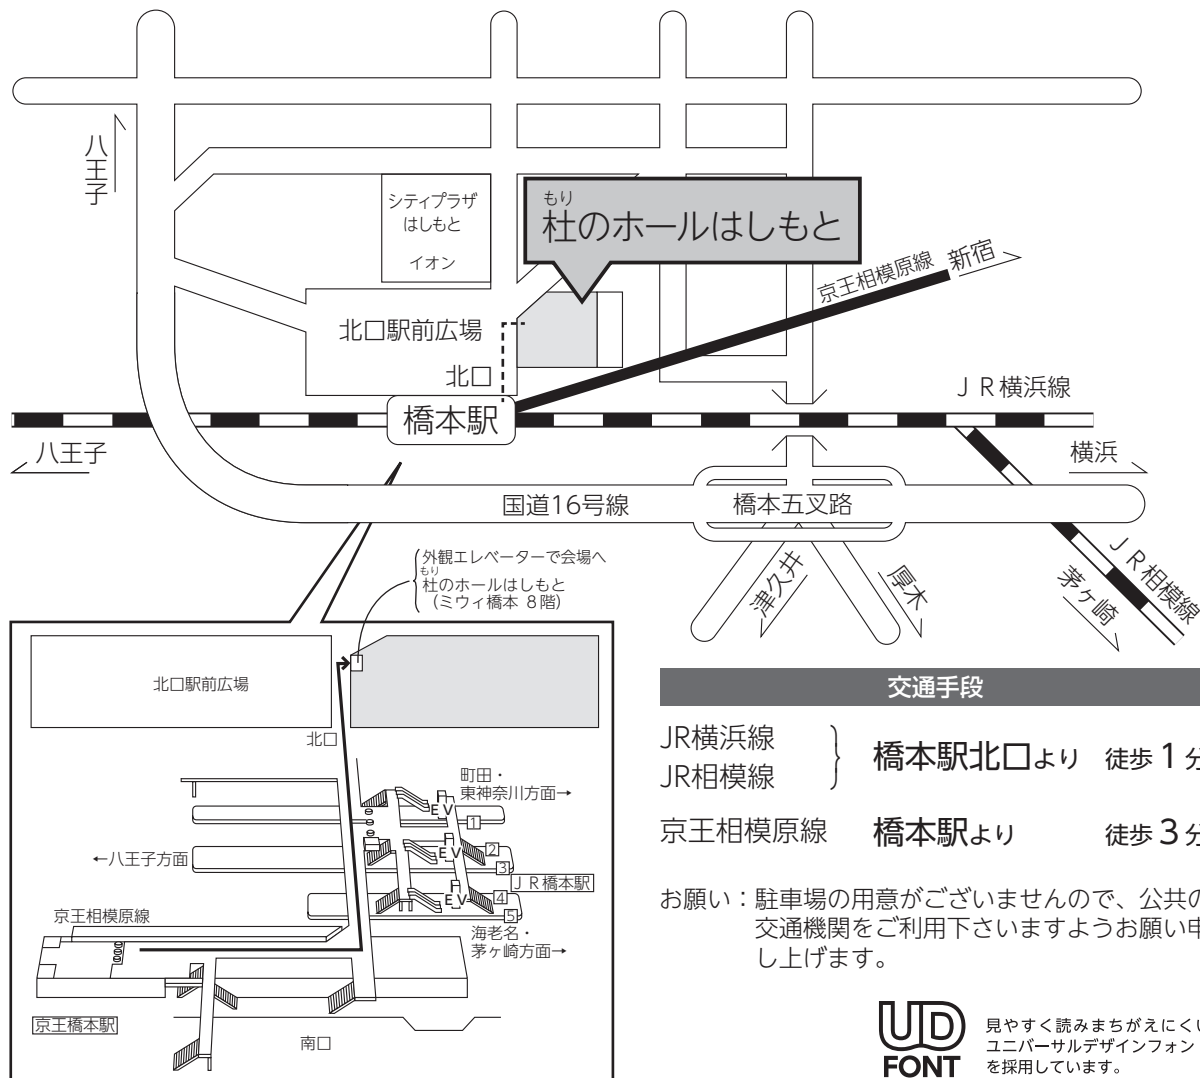 八王子
シティプラザ
はしもと
イオン
もり
杜のホールはしもと
京王相模原線 新宿
北口駅前広場
北口
橋本駅
JR横浜線
八王子
横浜
国道16号線
橋本五叉路
津久井
厚木
茅ヶ崎
JR相模線
外観エレベーターで会場へ
もり
杜のホールはしもと
(ミウィ橋本 8階)
北口駅前広場
北口
町田・
東神奈川方面→
EV
1
←八王子方面
EV
2
3
JR橋本駅
EV
4
5
京王相模原線
海老名・
茅ヶ崎方面→
京王橋本駅
南口
交通手段
JR横浜線
JR相模線
橋本駅北口より 徒歩1分
京王相模原線 橋本駅より 徒歩3分
お願い:駐車場の用意がございませんので、公共の
交通機関をご利用下さいますようお願い申
し上げます。
UD
FONT
見やすく読みまちがえにくい
ユニバーサルデザインフォント
を採用しています。